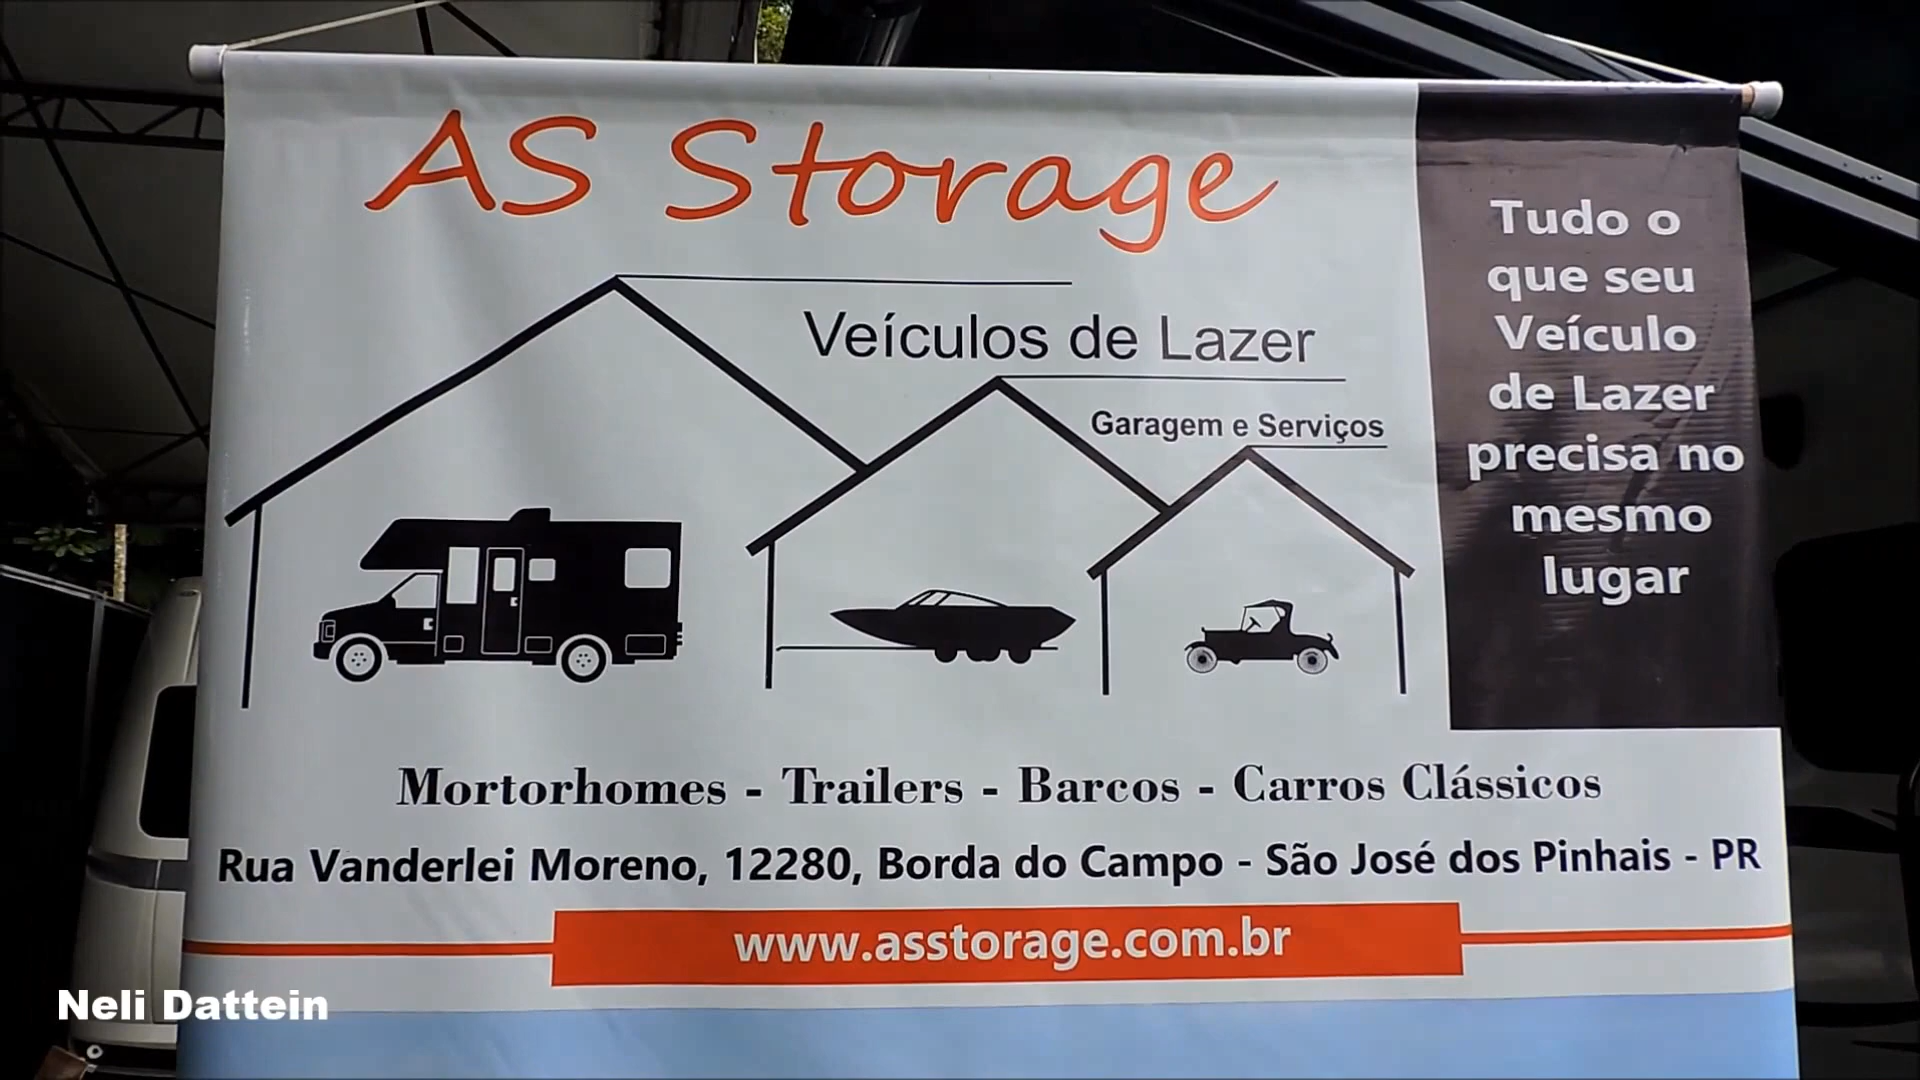 AS Storage
Veículos de Lazer
Garagem e Serviços
Tudo o
que seu
Veículo
de Lazer
precisa no
mesmo
lugar
Mortorhomes - Trailers - Barcos - Carros Clássicos
Rua Vanderlei Moreno, 12280, Borda do Campo - São José dos Pinhais - PR
www.asstorage.com.br
Neli Dattein